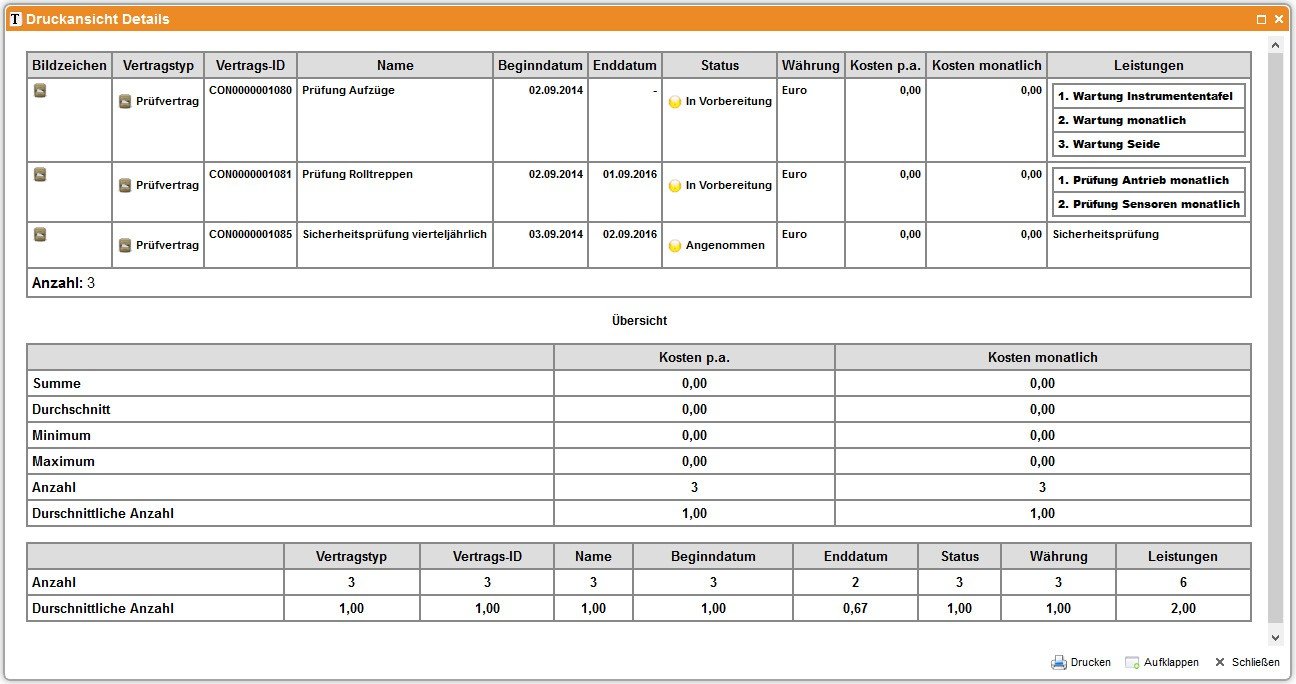 T Druckansicht Details
Bildzeichen Vertragstyp Vertrags-ID Name Beginndatum Enddatum Status Währung Kosten p.a. Kosten monatlich Leistungen
Prüfvertrag CON0000001080 Prüfung Aufzüge 02.09.2014 - In Vorbereitung Euro 0,00 0,00 1. Wartung Instrumententafel
2. Wartung monatlich
3. Wartung Seide
Prüfvertrag CON0000001081 Prüfung Rolltreppen 02.09.2014 01.09.2016 In Vorbereitung Euro 0,00 0,00 1. Prüfung Antrieb monatlich
2. Prüfung Sensoren monatlich
Prüfvertrag CON0000001085 Sicherheitsprüfung vierteljährlich 03.09.2014 02.09.2016 Angenommen Euro 0,00 0,00 Sicherheitsprüfung
Anzahl: 3
Übersicht
Kosten p.a. Kosten monatlich
Summe 0,00 0,00
Durchschnitt 0,00 0,00
Minimum 0,00 0,00
Maximum 0,00 0,00
Anzahl 3 3
Durschnittliche Anzahl 1,00 1,00
Vertragstyp Vertrags-ID Name Beginndatum Enddatum Status Währung Leistungen
Anzahl 3 3 3 3 2 3 3 6
Durschnittliche Anzahl 1,00 1,00 1,00 1,00 0,67 1,00 1,00 2,00
Drucken Aufklappen Schließen